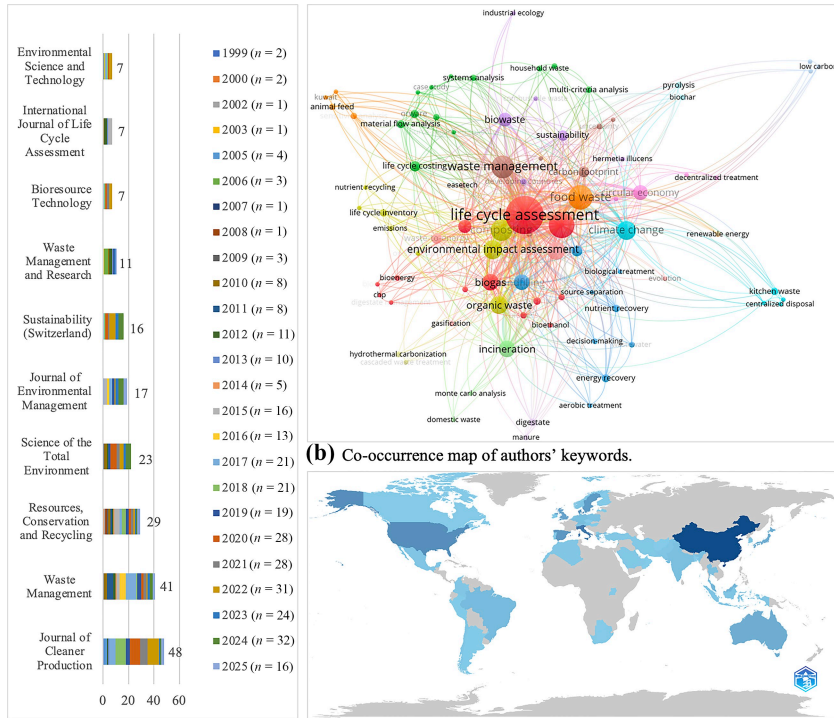 Environmental
Science and
Technology
7
International
Journal of Life
Cycle
Assessment
7
Bioresource
Technology
7
Waste
Management
and Research
11
Sustainability
(Switzerland)
16
Journal of
Environmental
Management
17
Science of the
Total
Environment
23
Resources,
Conservation
and Recycling
29
Waste
Management
41
Journal of
Cleaner
Production
48
0 20 40 60
1999 (n = 2)
2000 (n = 2)
2002 (n = 1)
2003 (n = 1)
2005 (n = 4)
2006 (n = 3)
2007 (n = 1)
2008 (n = 1)
2009 (n = 3)
2010 (n = 8)
2011 (n = 8)
2012 (n = 11)
2013 (n = 10)
2014 (n = 5)
2015 (n = 16)
2016 (n = 13)
2017 (n = 21)
2018 (n = 21)
2019 (n = 19)
2020 (n = 28)
2021 (n = 28)
2022 (n = 31)
2023 (n = 24)
2024 (n = 32)
2025 (n = 16)
industrial ecology
low carbon
household waste
systems analysis
case study
multi-criteria analysis
pyrolysis
biochar
kuwait
animal feed
material flow analysis
biowaste
sustainability
life cycle costing
waste management
hermetia illucens
carbon footprint
decentralized treatment
easetech
nutrient recycling
food waste
circular economy
life cycle inventory
life cycle assessment
emissions
composting
climate change
renewable energy
environmental impact assessment
bioenergy
biological treatment
evolution
biogas
chp
source separation
kitchen waste
centralized disposal
organic waste
nutrient recovery
gasification
bioethanol
decision-making
hydrothermal carbonization
cascaded waste treatment
incineration
energy recovery
monte carlo analysis
aerobic treatment
domestic waste
digestate
manure
(b) Co-occurrence map of authors' keywords.